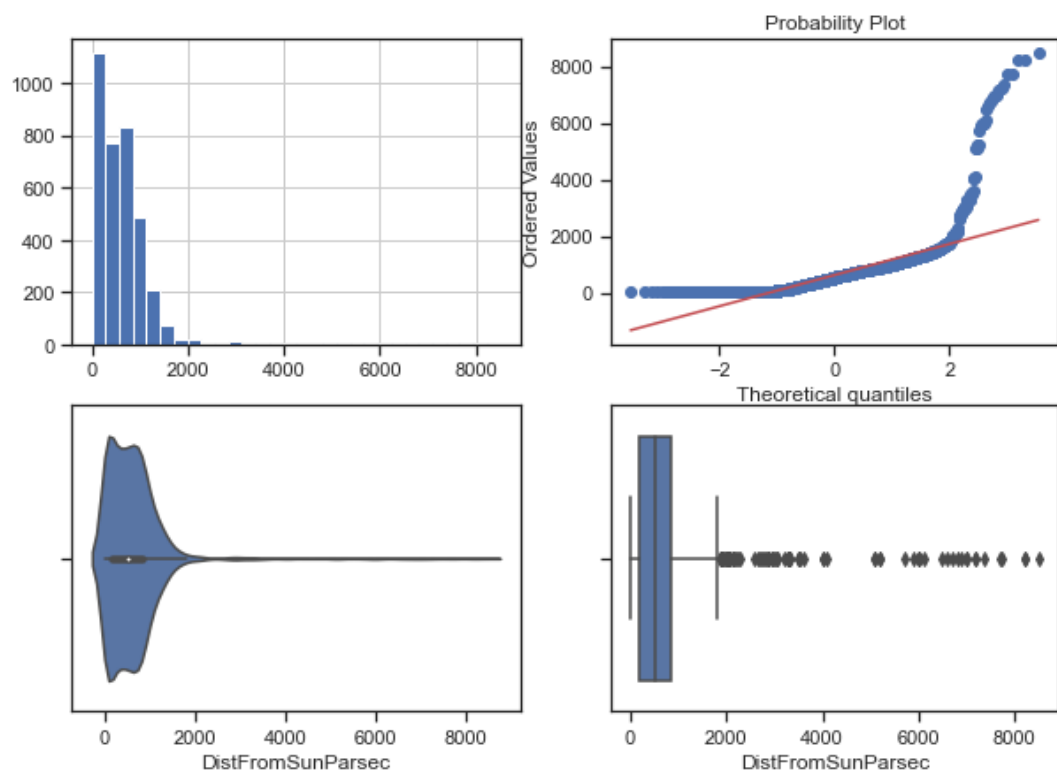 Probability Plot
1000
800
600
400
200
0
0 2000 4000 6000 8000
Ordered Values
8000
6000
4000
2000
0
−2 0 2
Theoretical quantiles
0 2000 4000 6000 8000
DistFromSunParsec
0 2000 4000 6000 8000
DistFromSunParsec